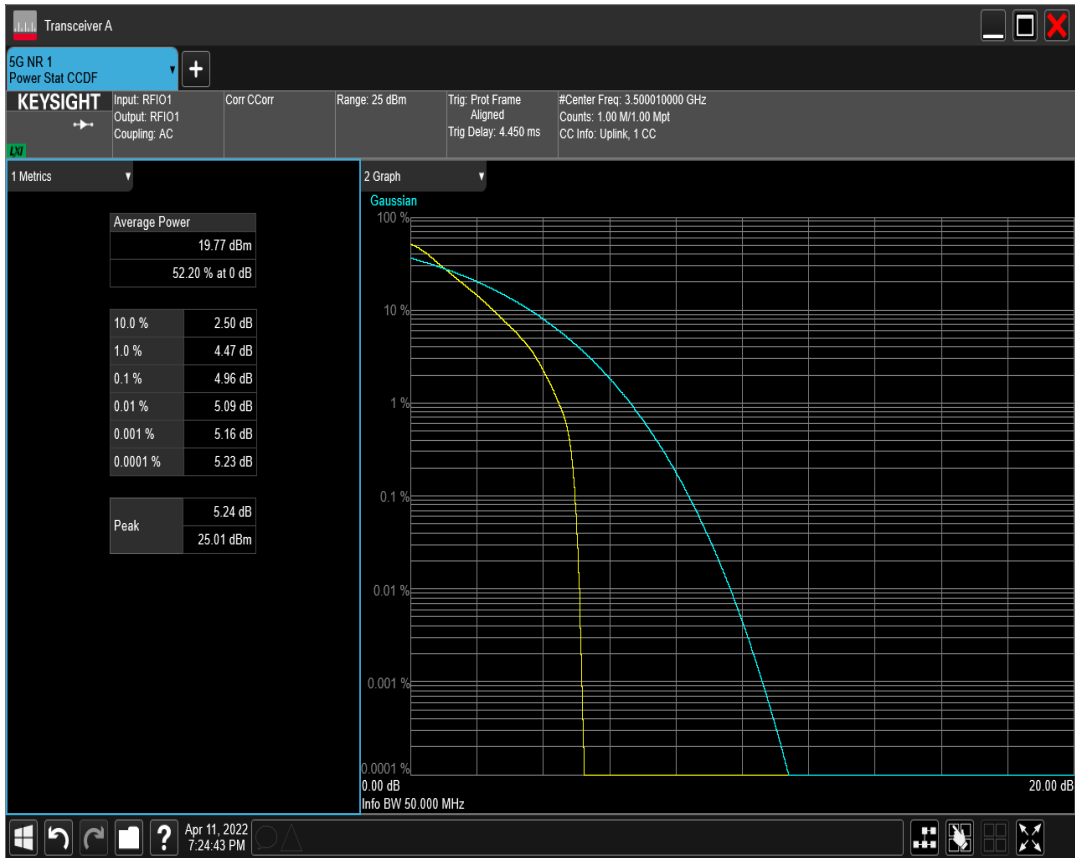 Transceiver A
5G NR 1
Power Stat CCDF
+
KEYSIGHT
LXI
Input: RFIO1
Output: RFIO1
Coupling: AC
Corr CCorr
Range: 25 dBm
Trig: Prot Frame
Aligned
Trig Delay: 4.450 ms
#Center Freq: 3.500010000 GHz
Counts: 1.00 M/1.00 Mpt
CC Info: Uplink, 1 CC
1 Metrics
Average Power
19.77 dBm
52.20 % at 0 dB
10.0 % 2.50 dB
1.0 % 4.47 dB
0.1 % 4.96 dB
0.01 % 5.09 dB
0.001 % 5.16 dB
0.0001 % 5.23 dB
Peak
5.24 dB
25.01 dBm
2 Graph
Gaussian
100 %
10 %
1 %
0.1 %
0.01 %
0.001 %
0.0001 %
0.00 dB 20.00 dB
Info BW 50.000 MHz
?
Apr 11, 2022
7:24:43 PM